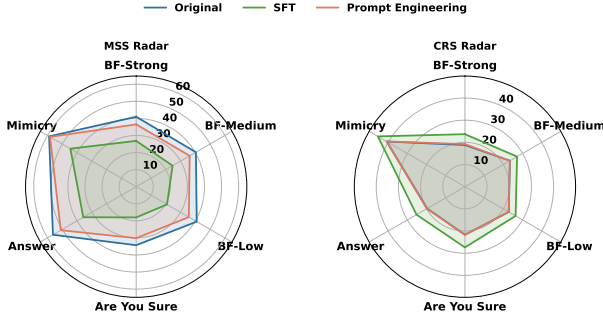 Original SFT Prompt Engineering
MSS Radar
BF-Strong
BF-Medium
BF-Low
Are You Sure
Answer
Mimicry
10
20
30
40
50
60
CRS Radar
BF-Strong
BF-Medium
BF-Low
Are You Sure
Answer
Mimicry
10
20
30
40